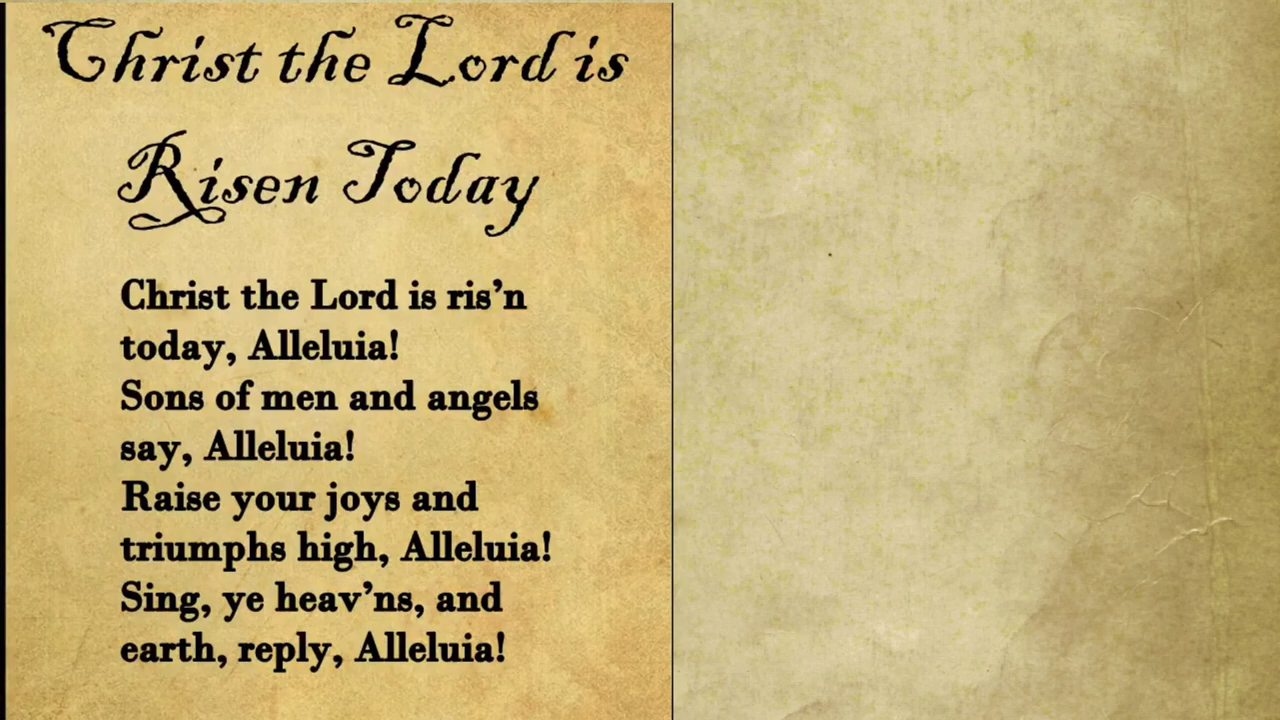 Christ the Lord is
Risen Today
Christ the Lord is ris’n
today, Alleluia!
Sons of men and angels
say, Alleluia!
Raise your joys and
triumphs high, Alleluia!
Sing, ye heav’ns, and
earth, reply, Alleluia!